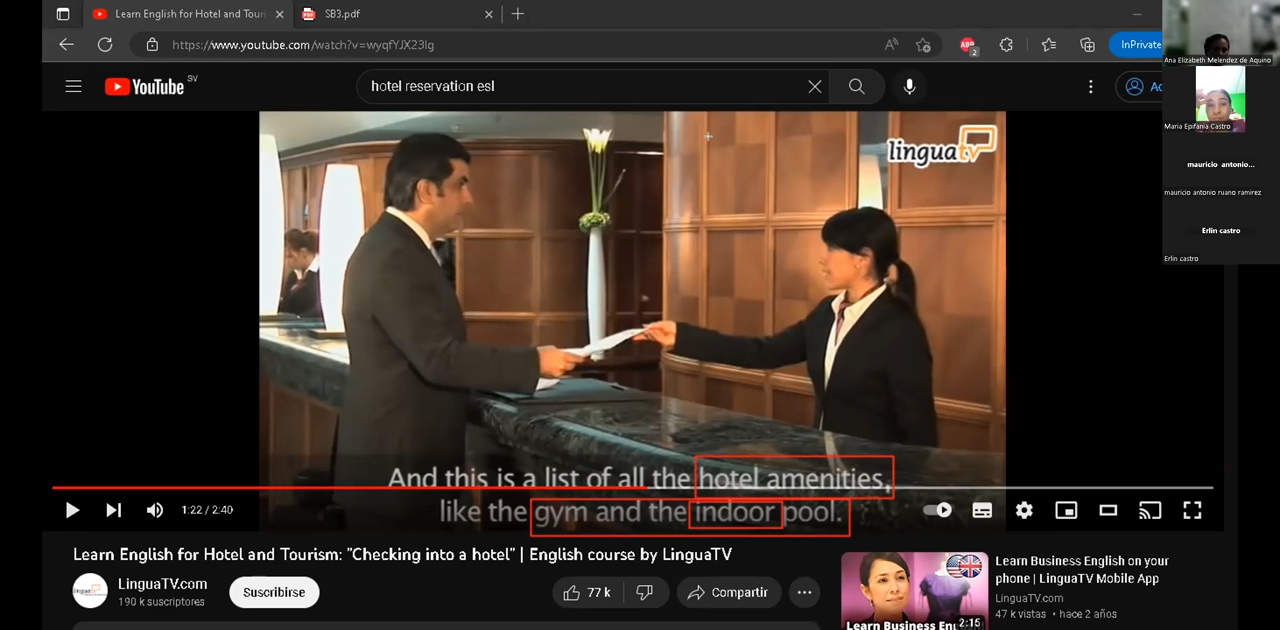 Learn English for Hotel and Touri
SB3.pdf
https://www.youtube.com/watch?v=wyqfYJX23lg
ABP
2
InPrivate
YouTube SV
hotel reservation esl
linguatv
And this is a list of all the hotel amenities,
like the gym and the indoor pool.
1:22 / 2:40
Learn English for Hotel and Tourism: "Checking into a hotel" | English course by LinguaTV
LinguaTV.com
190 k suscriptores
Suscribirse
77 k
Compartir
Learn Business English on your
phone | LinguaTV Mobile App
LinguaTV.com
47 k vistas • hace 2 años
2:15
Ana Elizabeth Melendez de Aquino
Maria Epifania Castro
mauricio antonio...
mauricio antonio ruano ramirez
Erlin castro
Erlin castro